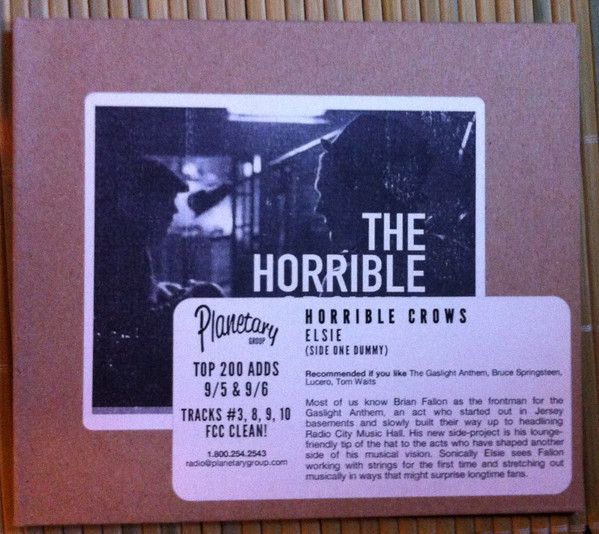 THE
HORRIBLE
Planetary
GROUP
TOP 200 ADDS
9/5 & 9/6
TRACKS #3, 8, 9, 10
FCC CLEAN!
1.800.254.2543
radio@planetarygroup.com
HORRIBLE CROWS
ELSIE
(SIDE ONE DUMMY)
Recommended if you like The Gaslight Anthem, Bruce Springsteen,
Lucero, Tom Waits
Most of us know Brian Fallon as the frontman for the
Gaslight Anthem, an act who started out in Jersey
basements and slowly built their way up to headlining
Radio City Music Hall. His new side-project is his lounge-
friendly tip of the hat to the acts who have shaped another
side of his musical vision. Sonically Elsie sees Fallon
working with strings for the first time and stretching out
musically in ways that might surprise longtime fans.